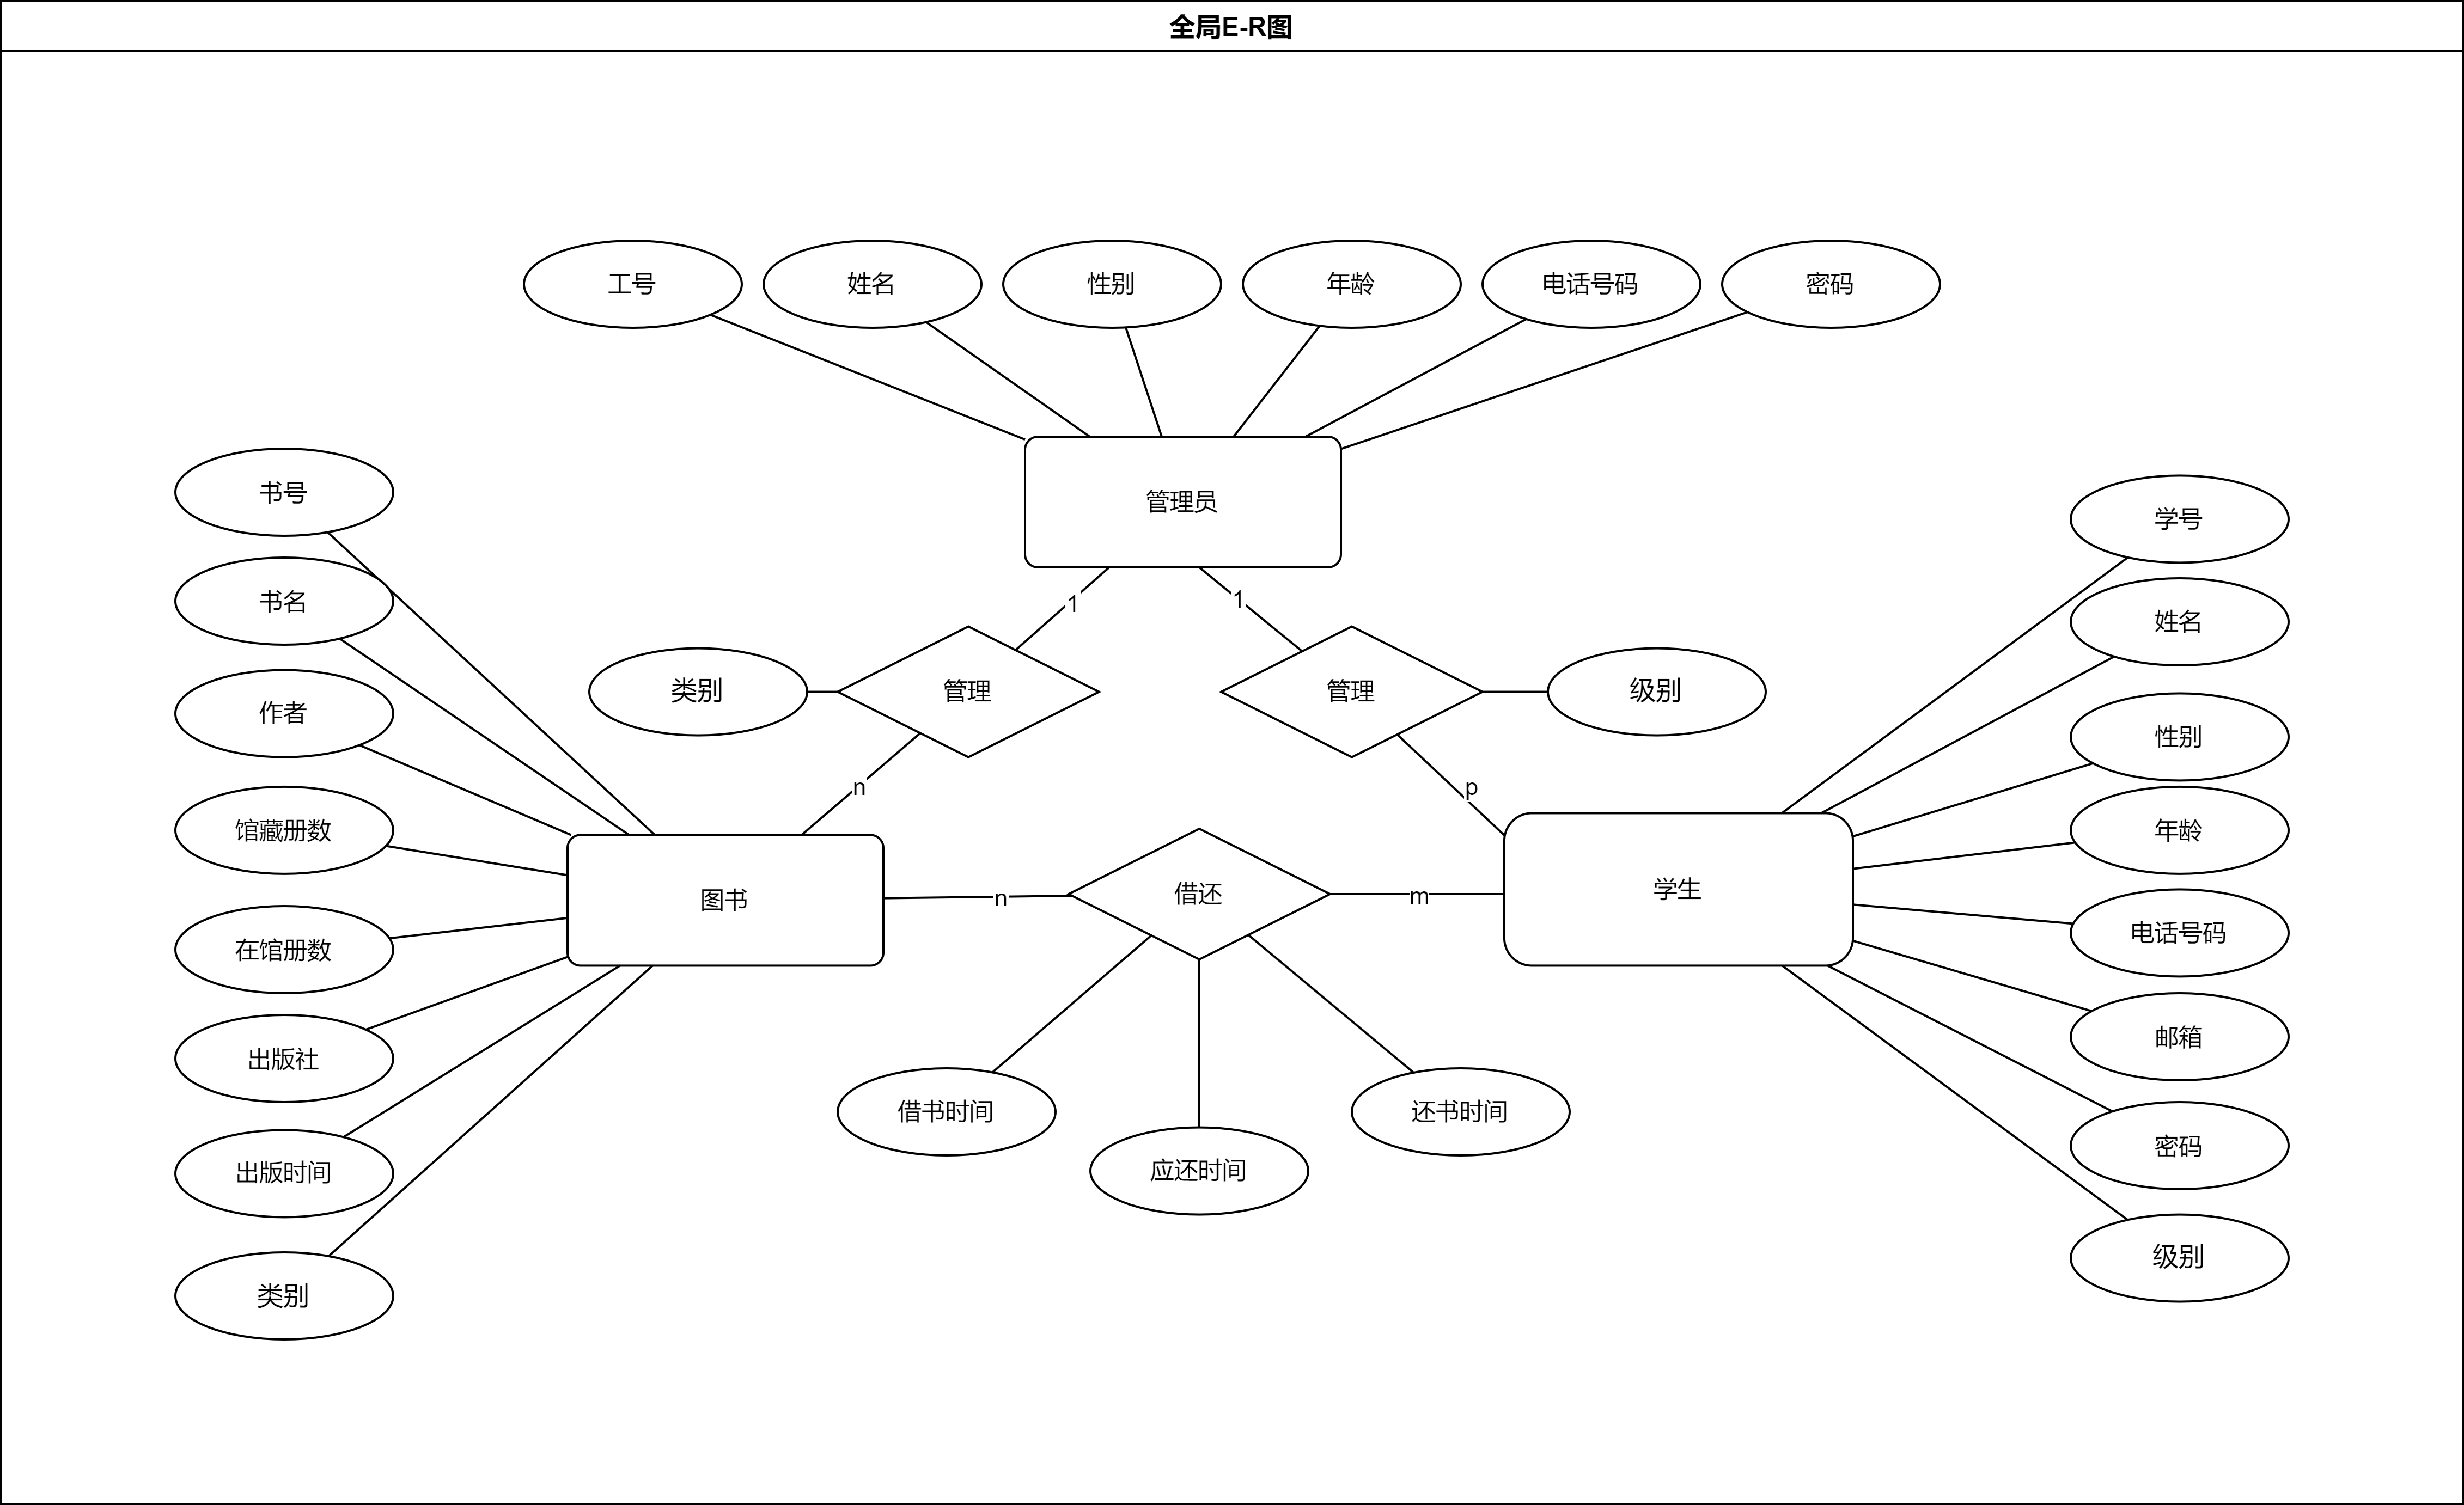 全局E-R图
工号
姓名
性别
年龄
电话号码
密码
管理员
书号
书名
作者
馆藏册数
在馆册数
出版社
出版时间
类别
1
1
类别
管理
管理
级别
n
p
图书
n
借还
m
学生
借书时间
应还时间
还书时间
学号
姓名
性别
年龄
电话号码
邮箱
密码
级别